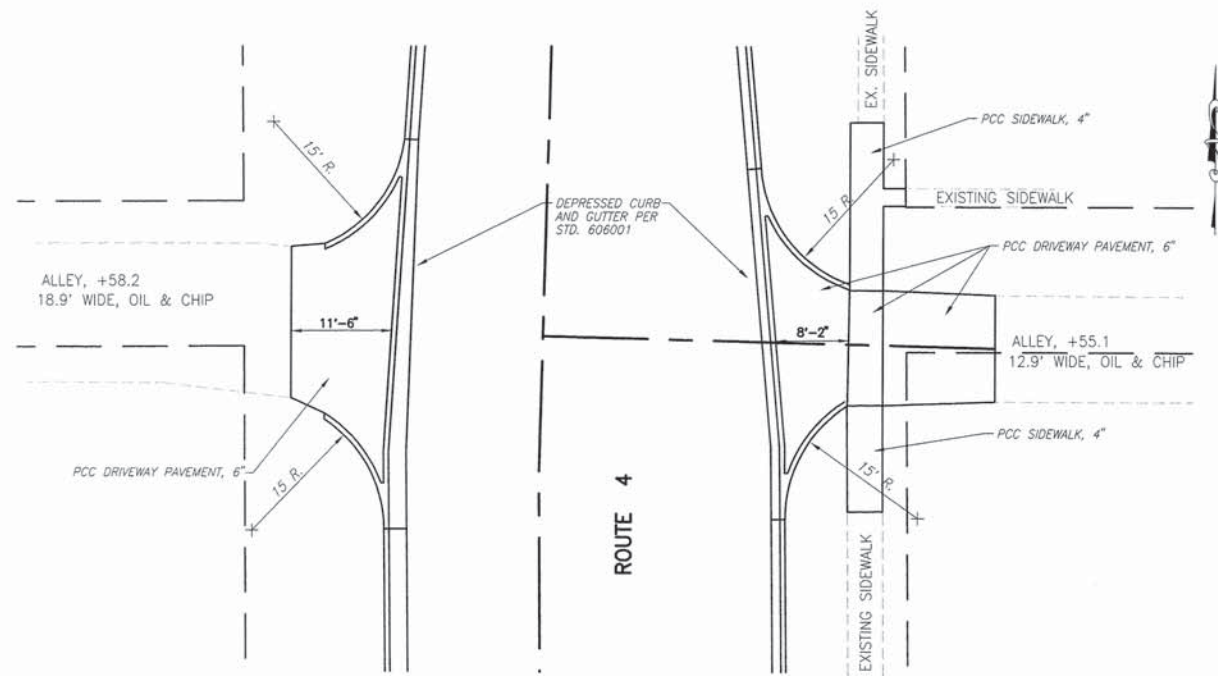 EX. SIDEWALK
PCC SIDEWALK, 4"
15' R.
15 R.
DEPRESSED CURB
AND GUTTER PER
STD. 606001
EXISTING SIDEWALK
PCC DRIVEWAY PAVEMENT, 6"
ALLEY, +58.2
18.9' WIDE, OIL & CHIP
11'-6"
8'-2"
ALLEY, +55.1
12.9' WIDE, OIL & CHIP
PCC SIDEWALK, 4"
PCC DRIVEWAY PAVEMENT, 6"
15 R.
15' R.
ROUTE 4
EXISTING SIDEWALK